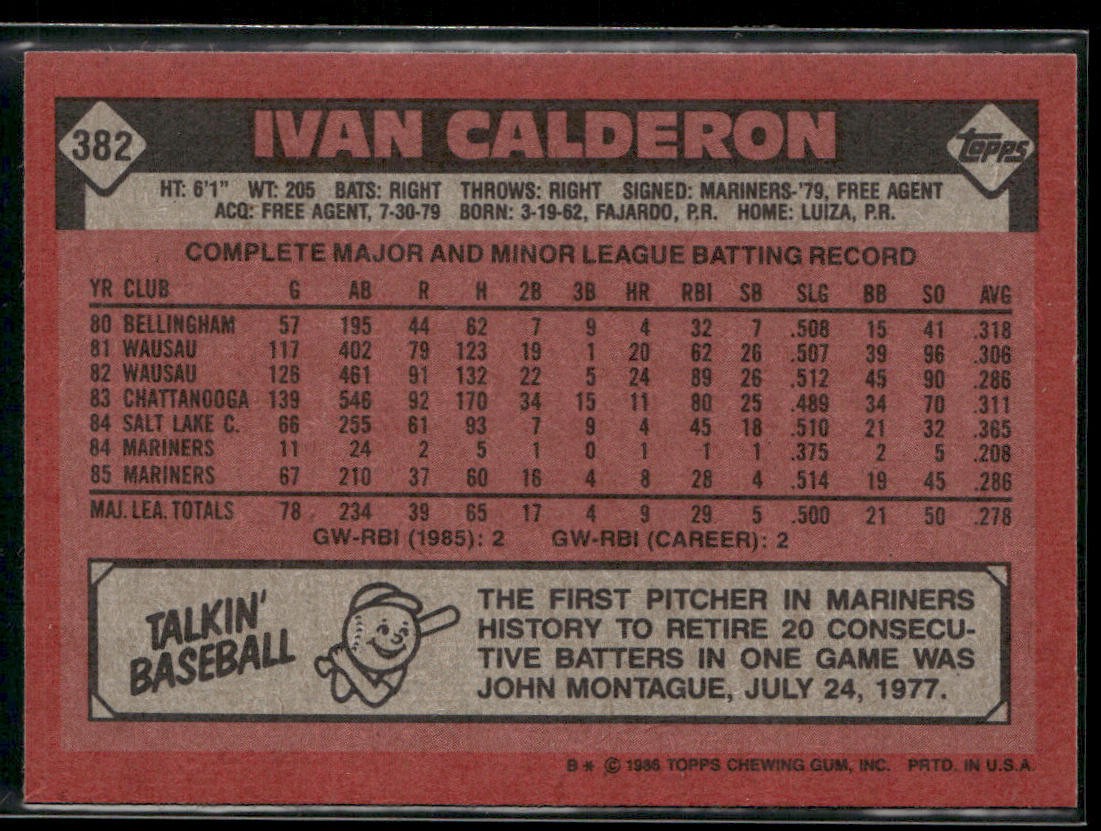 382
IVAN CALDERON
Topps
HT: 6'1" WT: 205 BATS: RIGHT THROWS: RIGHT SIGNED: MARINERS-'79, FREE AGENT
ACQ: FREE AGENT, 7-30-79 BORN: 3-19-62, FAJARDO, P.R. HOME: LUIZA, P.R.
COMPLETE MAJOR AND MINOR LEAGUE BATTING RECORD
YR CLUB G AB R H 2B 3B HR RBI SB SLG BB SO AVG
80 BELLINGHAM 57 195 44 62 7 9 4 32 7 .508 15 41 .318
81 WAUSAU 117 402 79 123 19 1 20 62 26 .507 39 96 .306
82 WAUSAU 126 461 91 132 22 5 24 89 26 .512 45 90 .286
83 CHATTANOOGA 139 546 92 170 34 15 11 80 25 .489 34 70 .311
84 SALT LAKE C. 66 255 61 93 7 9 4 45 18 .510 21 32 .365
84 MARINERS 11 24 2 5 1 0 1 1 1 .375 2 5 .208
85 MARINERS 67 210 37 60 16 4 8 28 4 .514 19 45 .286
MAJ. LEA. TOTALS 78 234 39 65 17 4 9 29 5 .500 21 50 .278
GW-RBI (1985): 2 GW-RBI (CAREER): 2
TALKIN'
BASEBALL
THE FIRST PITCHER IN MARINERS
HISTORY TO RETIRE 20 CONSECU-
TIVE BATTERS IN ONE GAME WAS
JOHN MONTAGUE, JULY 24, 1977.
B* © 1986 TOPPS CHEWING GUM, INC. PRTD. IN U.S.A.